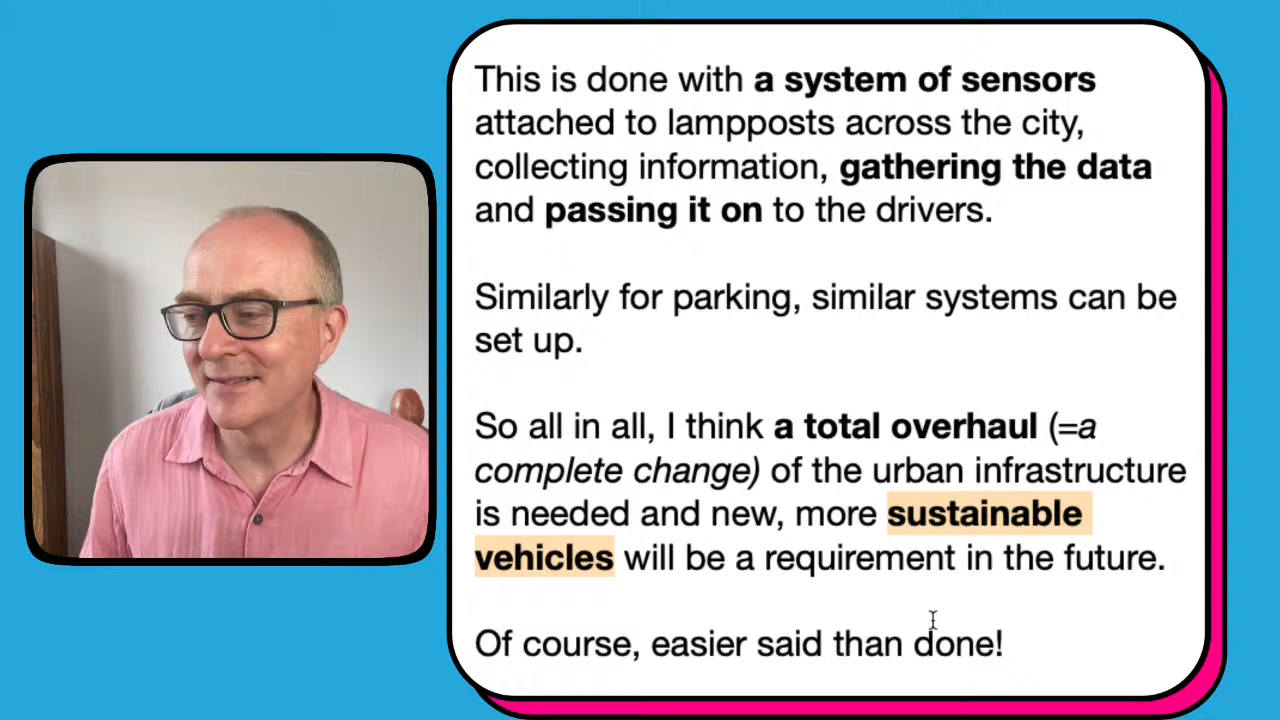 This is done with a system of sensors
attached to lampposts across the city,
collecting information, gathering the data
and passing it on to the drivers.
Similarly for parking, similar systems can be
set up.
So all in all, I think a total overhaul (=a
complete change) of the urban infrastructure
is needed and new, more sustainable
vehicles will be a requirement in the future.
Of course, easier said than done!